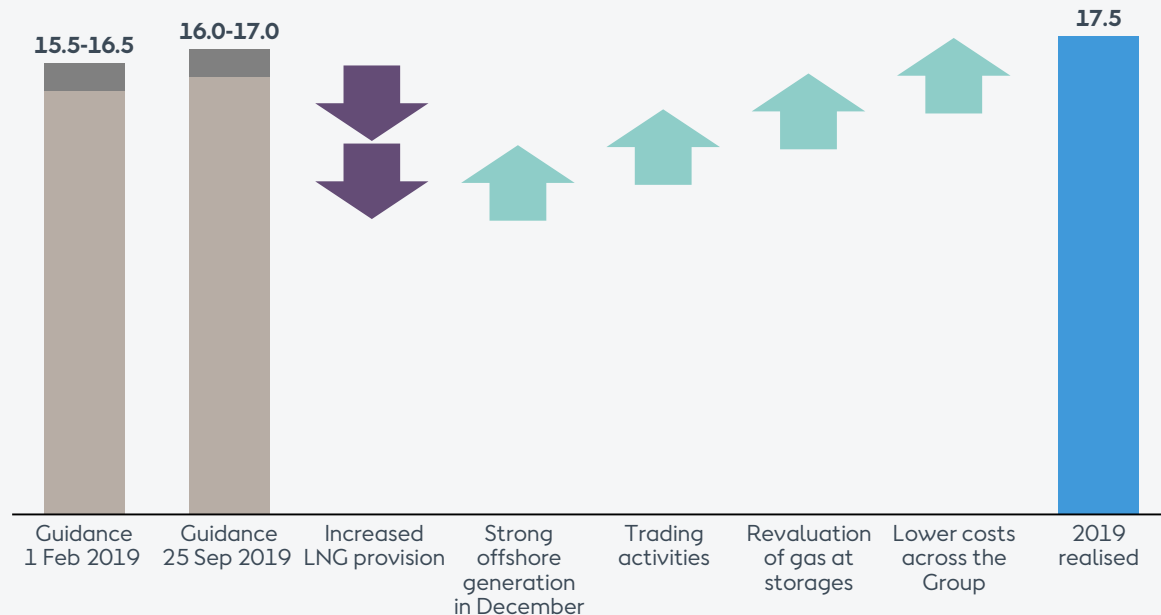 15.5-16.5
16.0-17.0
17.5
Guidance
1 Feb 2019
Guidance
25 Sep 2019
Increased
LNG provision
Strong
offshore
generation
in December
Trading
activities
Revaluation
of gas at
storages
Lower costs
across the
Group
2019
realised